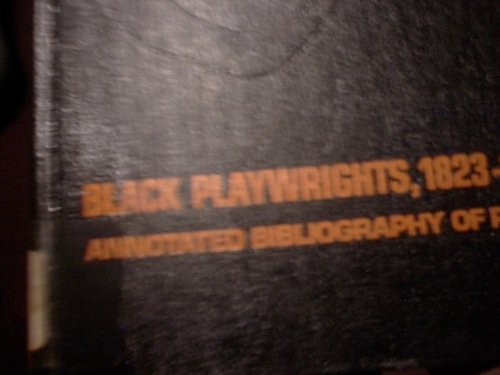 BLACK PLAYWRIGHTS, 1823-
ANNOTATED BIBLIOGRAPHY OF